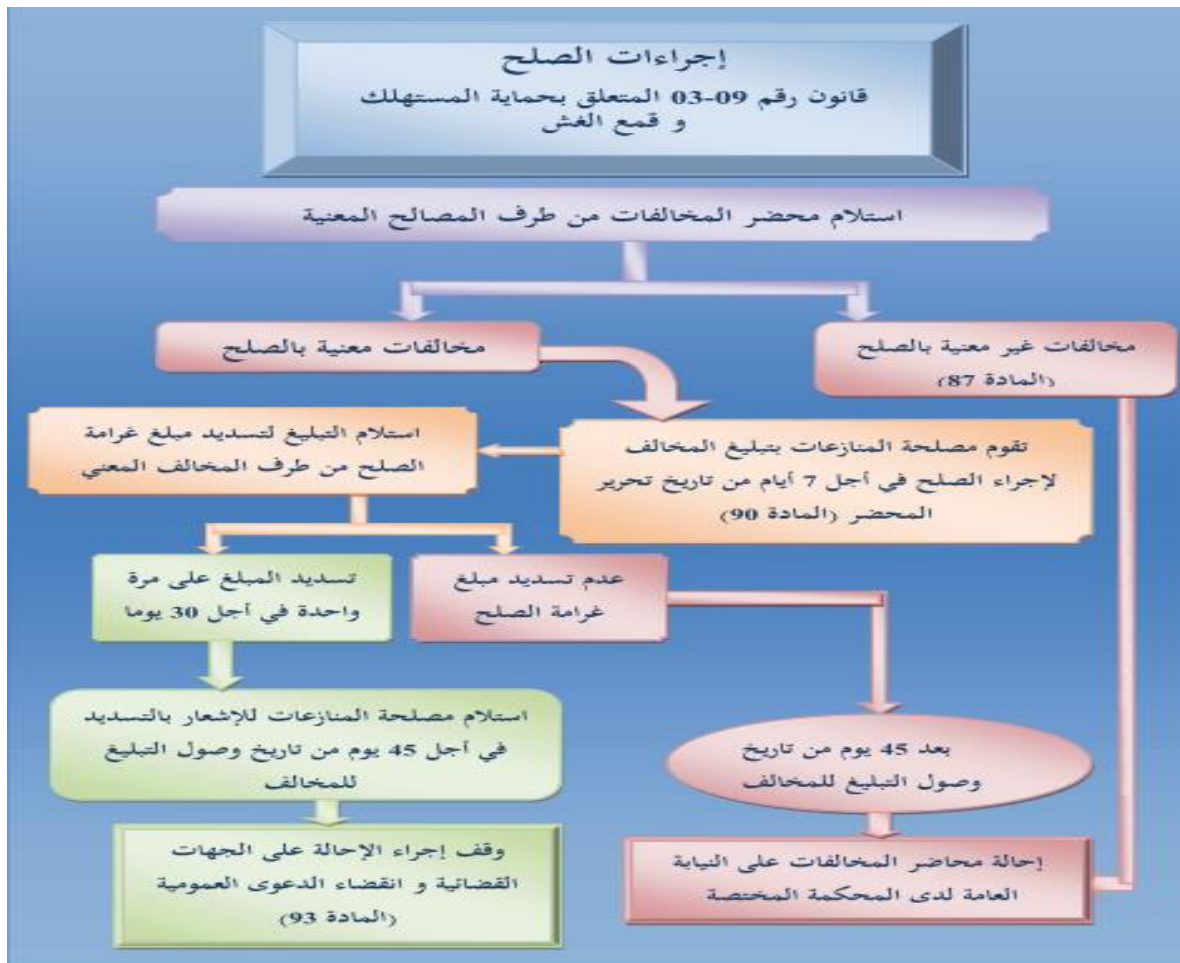 إجراءات الصلح
قانون رقم 09-03 المتعلق بحماية المستهلك
و قمع الغش
استلام محضر المخالفات من طرف المصالح المعنية
مخالفات غير معنية بالصلح
(المادة 87)
مخالفات معنية بالصلح
تقوم مصلحة المنازعات بتبليغ المخالف
لإجراء الصلح في أجل 7 أيام من تاريخ تحرير
المحضر (المادة 90)
استلام التبليغ لتسديد مبلغ غرامة
الصلح من طرف المخالف المعني
عدم تسديد مبلغ
غرامة الصلح
تسديد المبلغ على مرة
واحدة في أجل 30 يوما
استلام مصلحة المنازعات للإشعار بالتسديد
في أجل 45 يوم من تاريخ وصول التبليغ
للمخالف
بعد 45 يوم من تاريخ
وصول التبليغ للمخالف
إحالة محاضر المخالفات على النيابة
العامة لدى المحكمة المختصة
وقف إجراء الإحالة على الجهات
القضائية و انقضاء الدعوى العمومية
(المادة 93)